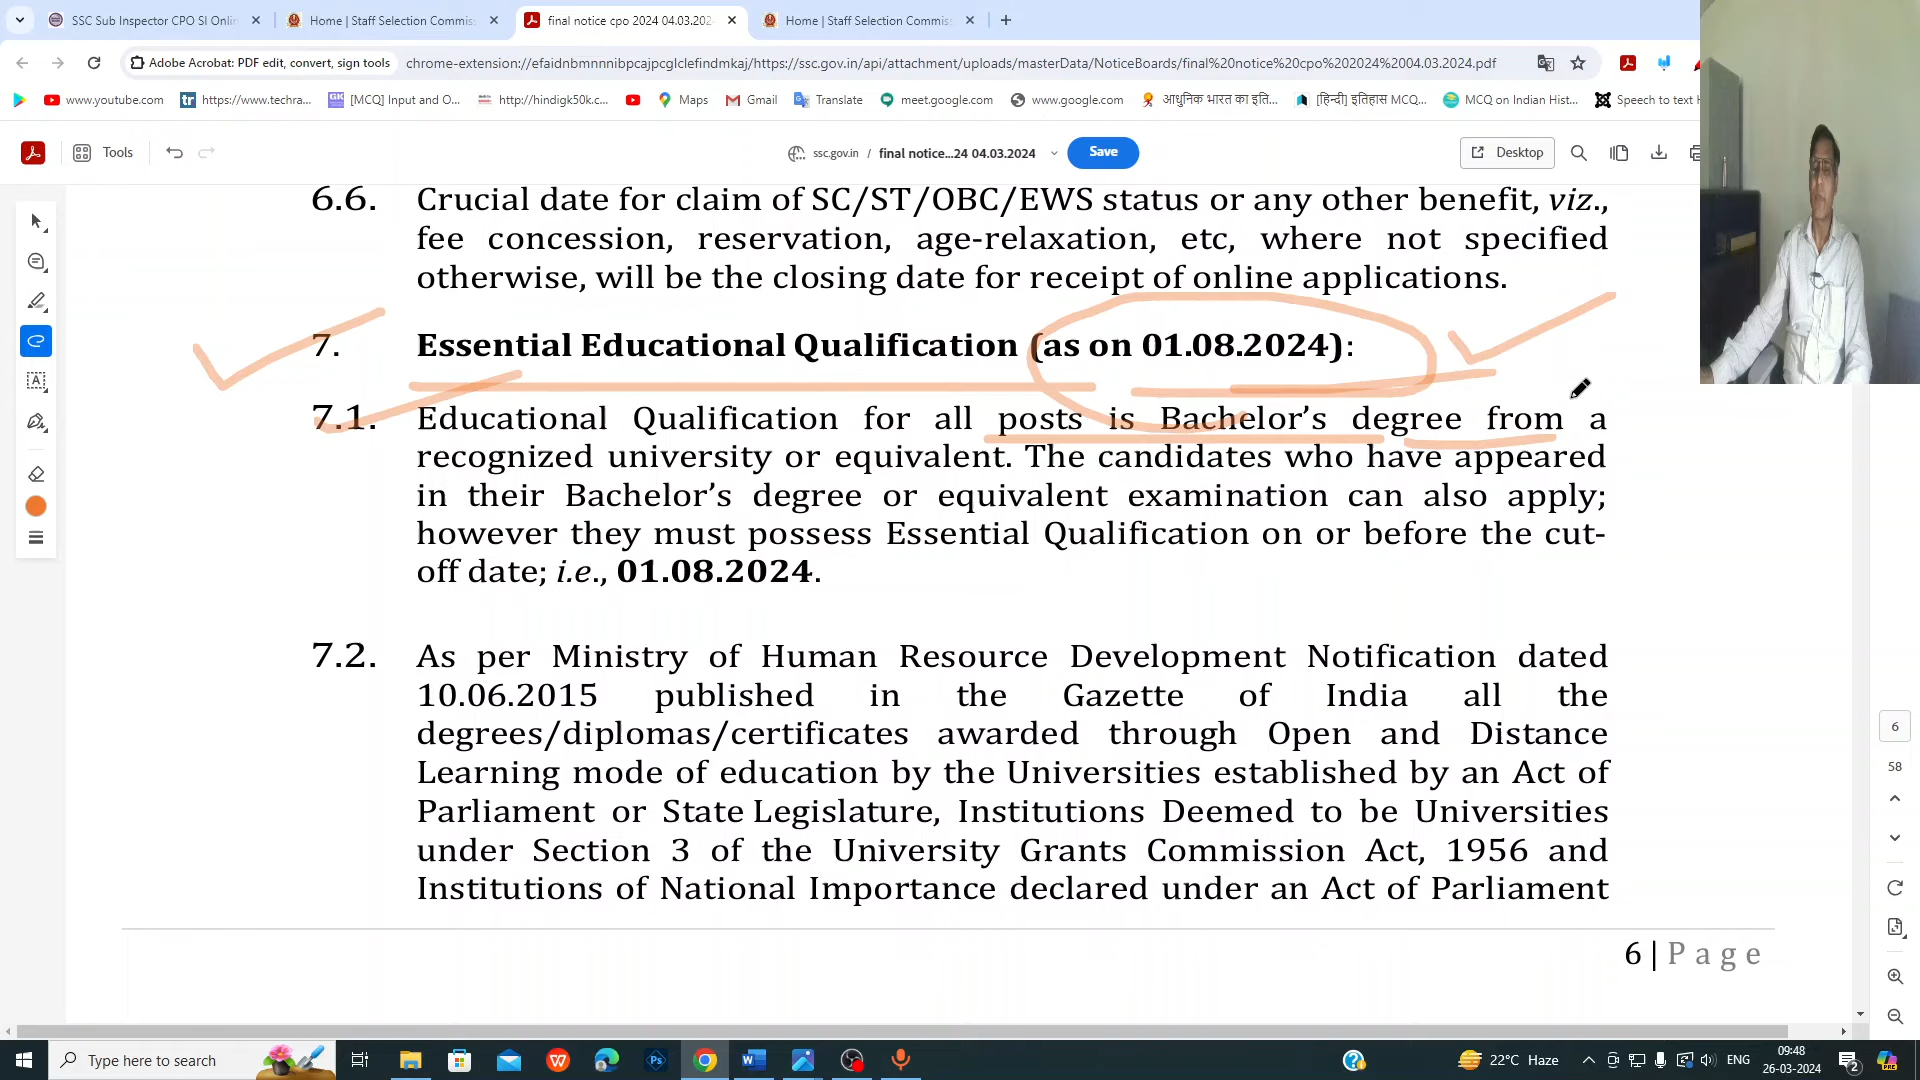 SSC Sub Inspector CPO SI Onlin
Home | Staff Selection Commiss
final notice cpo 2024 04.03.202
Home | Staff Selection Commiss
Adobe Acrobat: PDF edit, convert, sign tools
chrome-extension://efaidnbmnnnibpcajpcglclefindmkaj/https://ssc.gov.in/api/attachment/uploads/masterData/NoticeBoards/final%20notice%20cpo%202024%2004.03.2024.pdf
www.youtube.com
https://www.techra...
[MCQ] Input and O...
http://hindigk50k.c...
Maps
Gmail
Translate
meet.google.com
www.google.com
आधुनिक भारत का इति...
[हिन्दी] इतिहास MCQ...
MCQ on Indian Hist...
Speech to text
Tools
ssc.gov.in / final notice...24 04.03.2024
Save
Desktop
6.6. Crucial date for claim of SC/ST/OBC/EWS status or any other benefit, viz.,
fee concession, reservation, age-relaxation, etc, where not specified
otherwise, will be the closing date for receipt of online applications.
7. Essential Educational Qualification (as on 01.08.2024):
7.1. Educational Qualification for all posts is Bachelor’s degree from a
recognized university or equivalent. The candidates who have appeared
in their Bachelor’s degree or equivalent examination can also apply;
however they must possess Essential Qualification on or before the cut-
off date; i.e., 01.08.2024.
7.2. As per Ministry of Human Resource Development Notification dated
10.06.2015 published in the Gazette of India all the
degrees/diplomas/certificates awarded through Open and Distance
Learning mode of education by the Universities established by an Act of
Parliament or State Legislature, Institutions Deemed to be Universities
under Section 3 of the University Grants Commission Act, 1956 and
Institutions of National Importance declared under an Act of Parliament
6 | Page
6
58
Type here to search
22°C Haze
ENG
09:48
26-03-2024
2